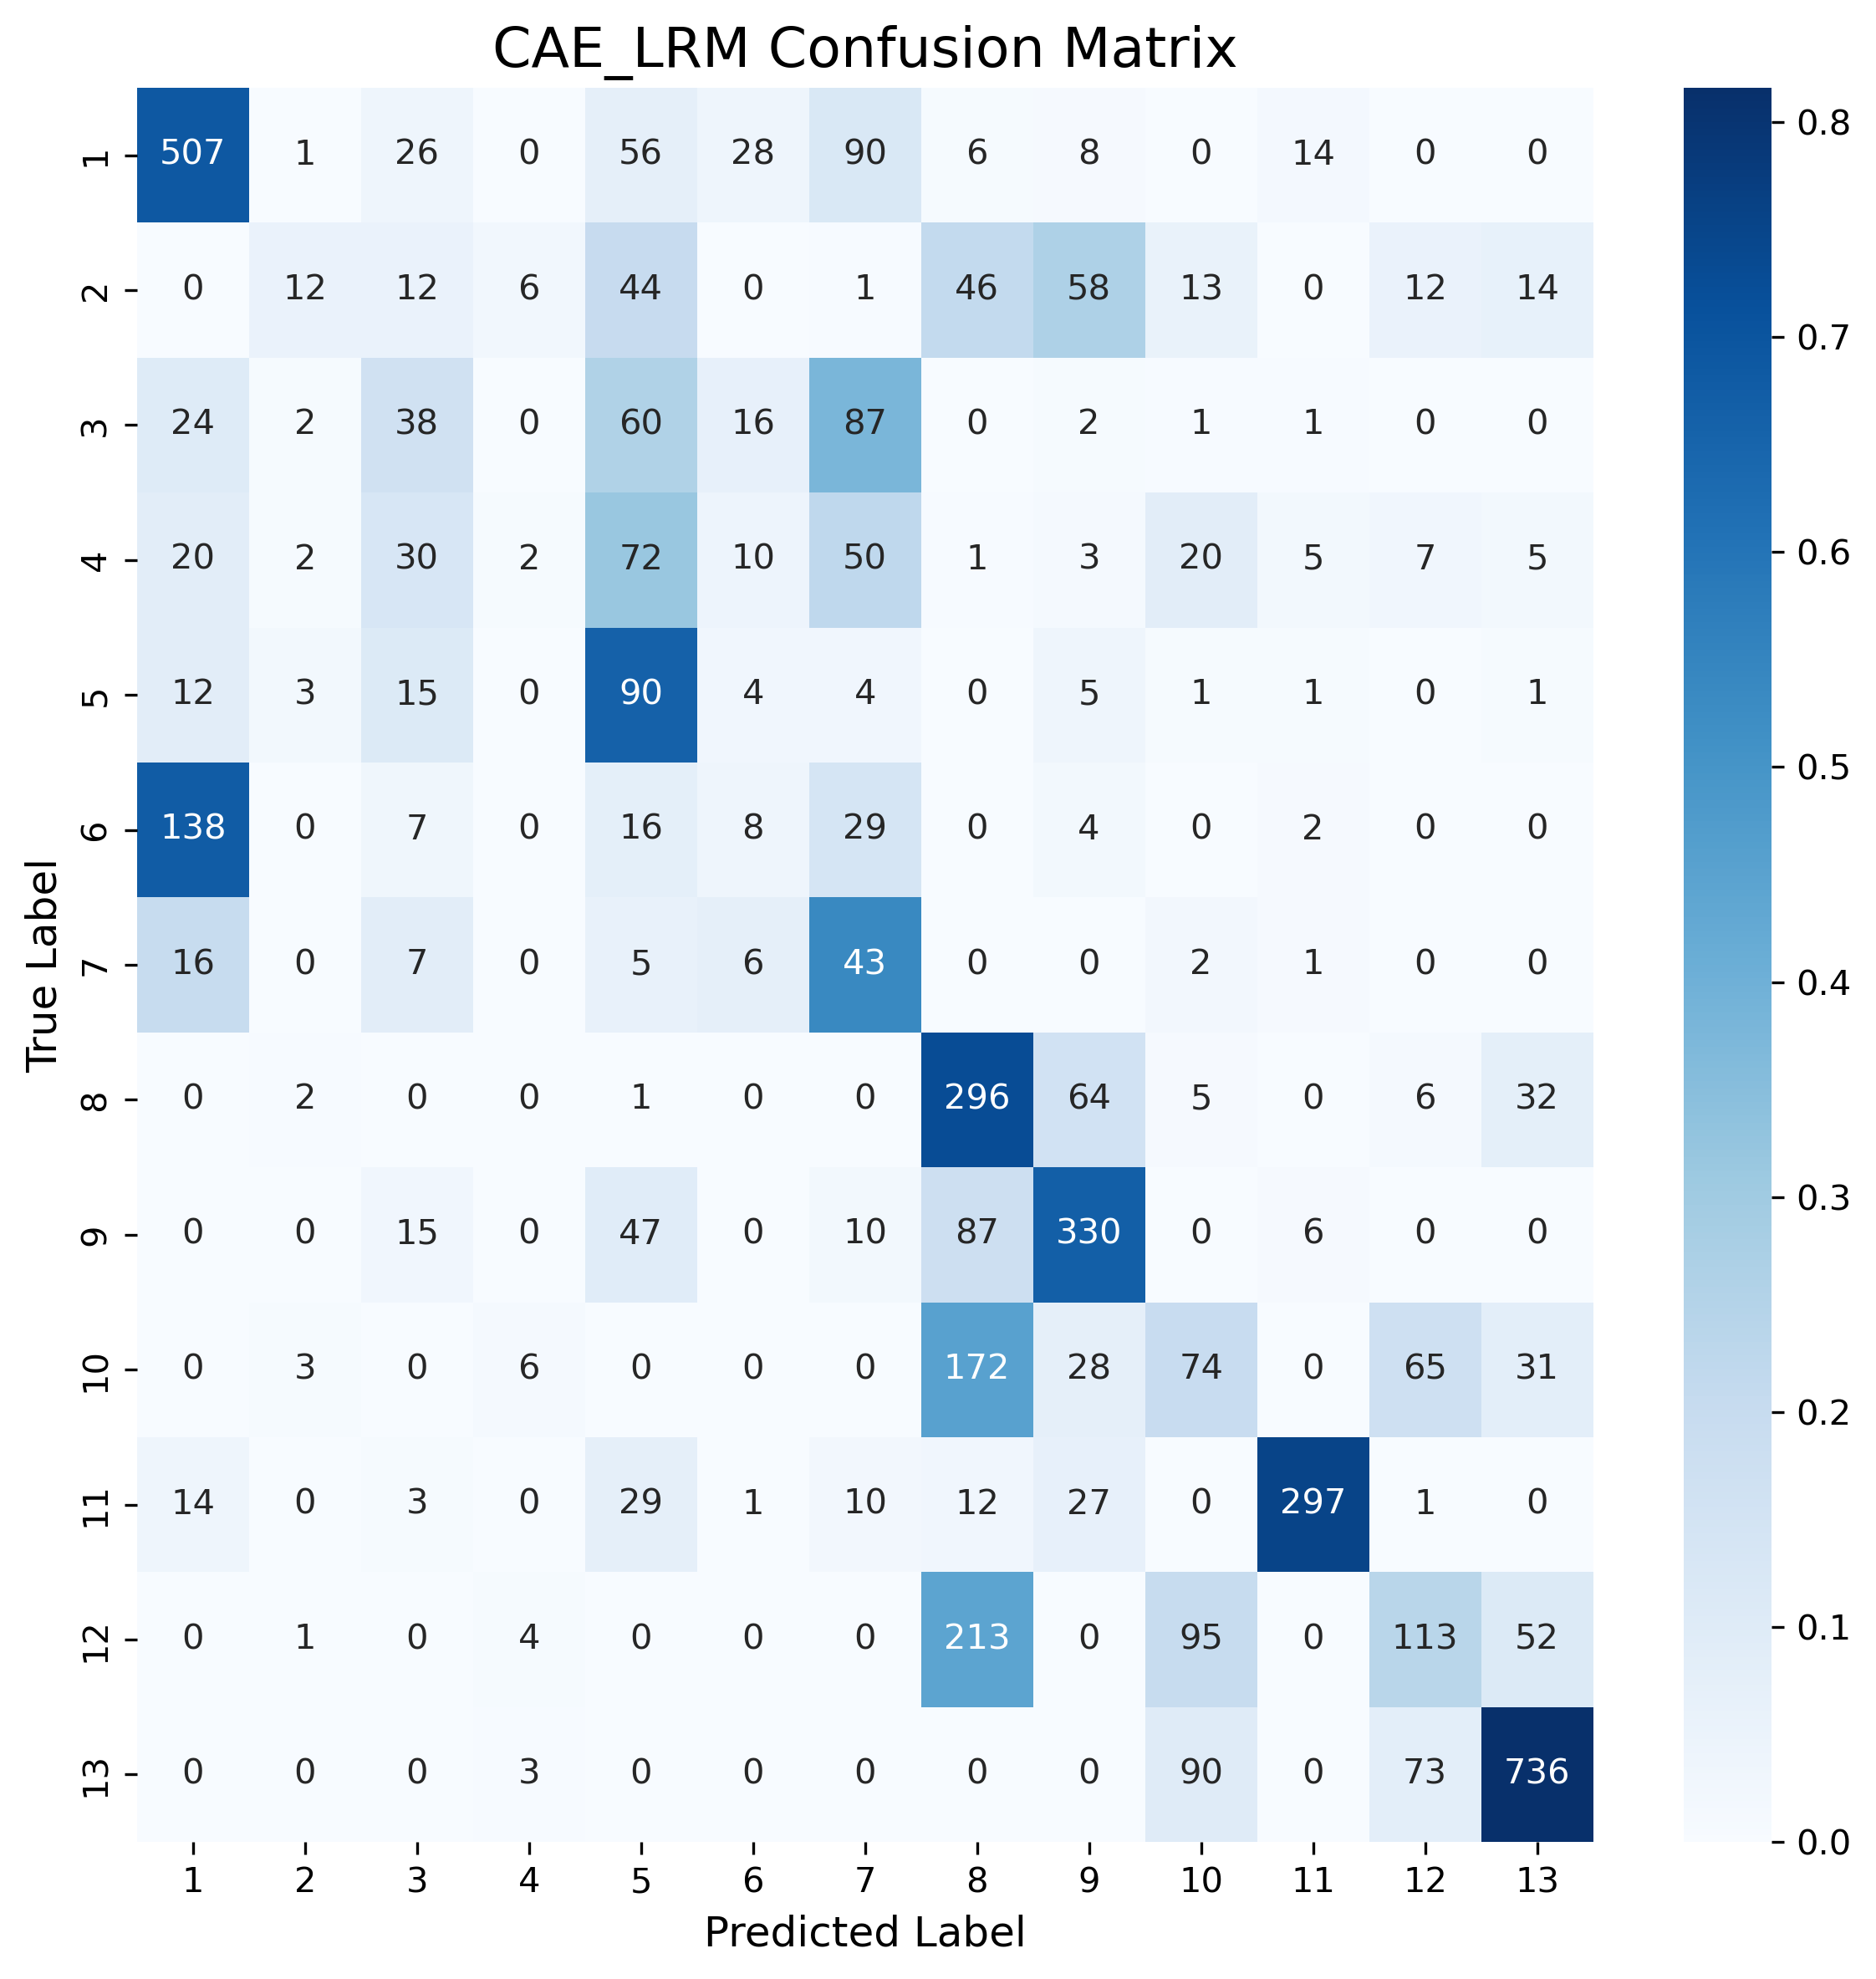 CAE_LRM Confusion Matrix
1 507 1 26 0 56 28 90 6 8 0 14 0 0
2 0 12 12 6 44 0 1 46 58 13 0 12 14
3 24 2 38 0 60 16 87 0 2 1 1 0 0
4 20 2 30 2 72 10 50 1 3 20 5 7 5
5 12 3 15 0 90 4 4 0 5 1 1 0 1
6 138 0 7 0 16 8 29 0 4 0 2 0 0
7 16 0 7 0 5 6 43 0 0 2 1 0 0
8 0 2 0 0 1 0 0 296 64 5 0 6 32
9 0 0 15 0 47 0 10 87 330 0 6 0 0
10 0 3 0 6 0 0 0 172 28 74 0 65 31
11 14 0 3 0 29 1 10 12 27 0 297 1 0
12 0 1 0 4 0 0 0 213 0 95 0 113 52
13 0 0 0 3 0 0 0 0 0 90 0 73 736
1 2 3 4 5 6 7 8 9 10 11 12 13
Predicted Label
True Label
0.8
0.7
0.6
0.5
0.4
0.3
0.2
0.1
0.0